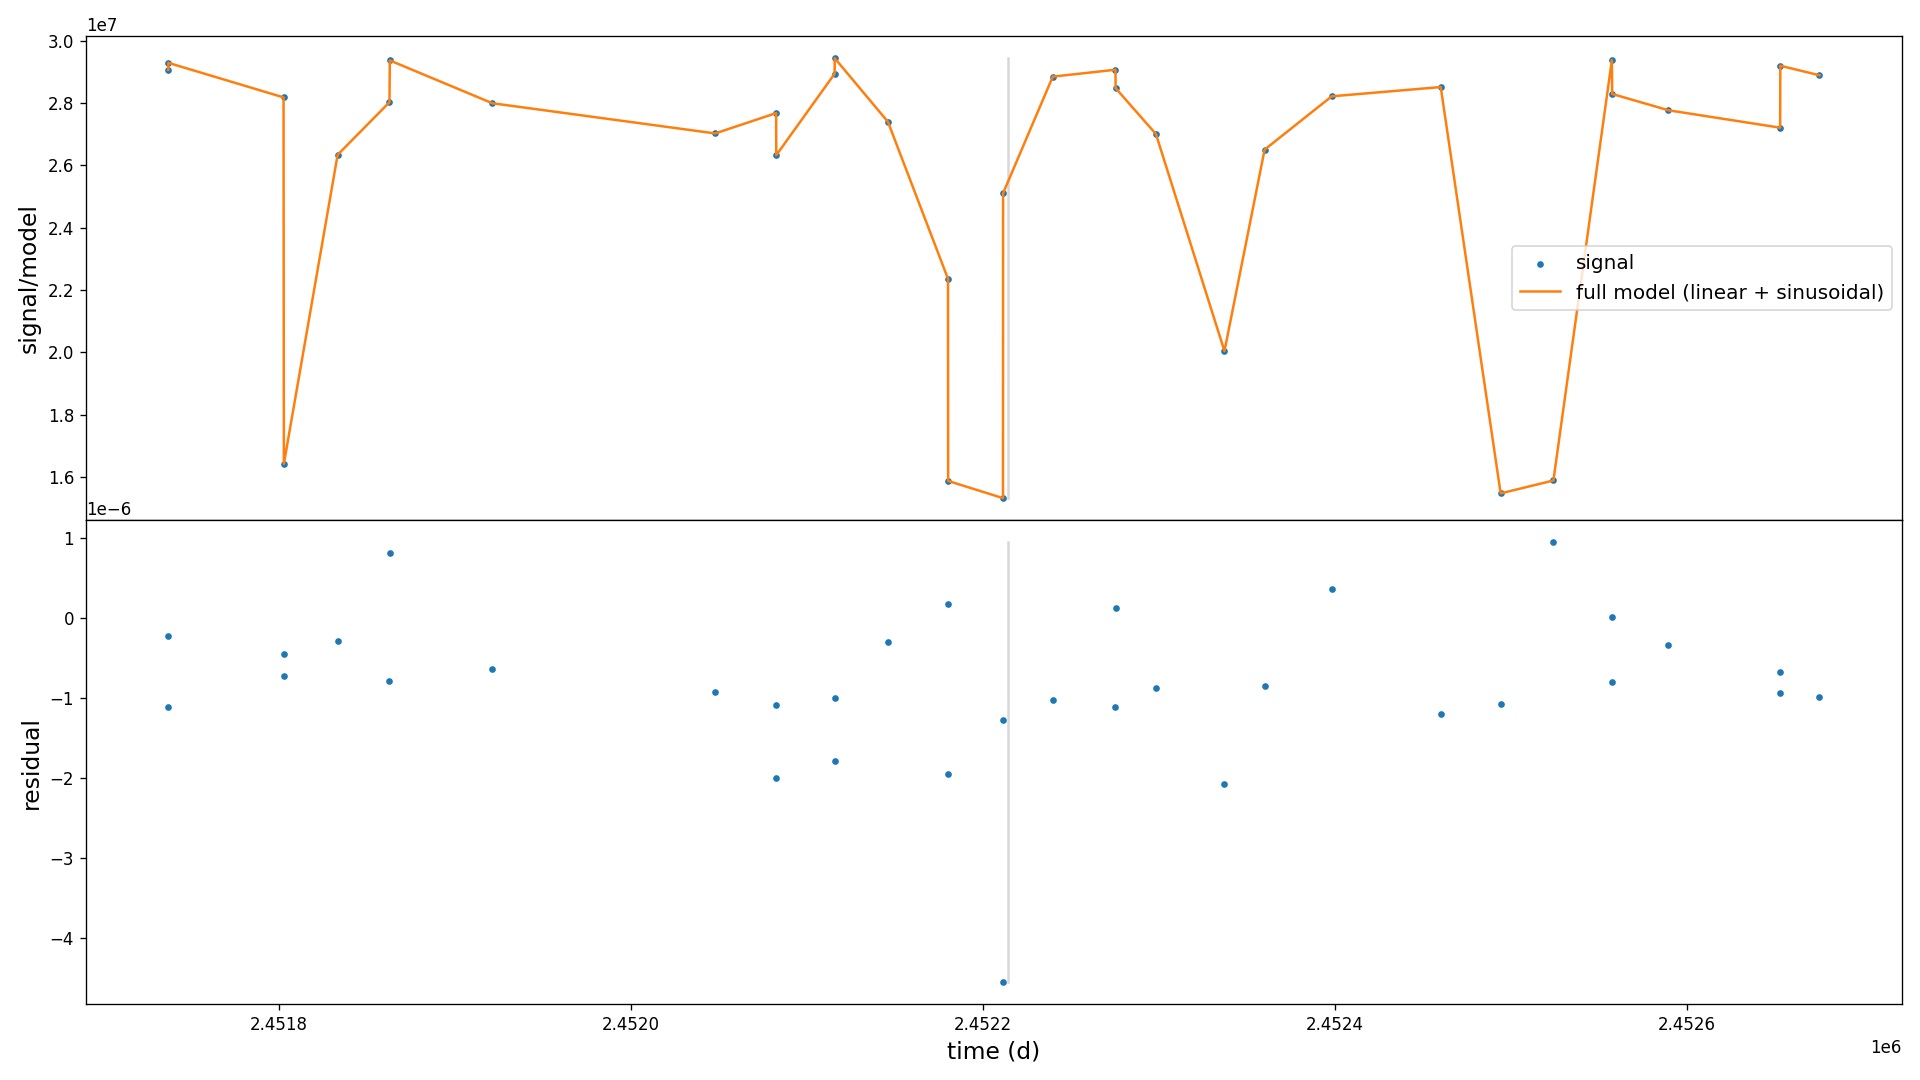 1e7
3.0
2.8
2.6
2.4
2.2
2.0
1.8
1.6
signal/model
signal
full model (linear + sinusoidal)
1e−6
1
0
−1
−2
−3
−4
residual
2.4518
2.4520
2.4522
2.4524
2.4526
time (d)
1e6